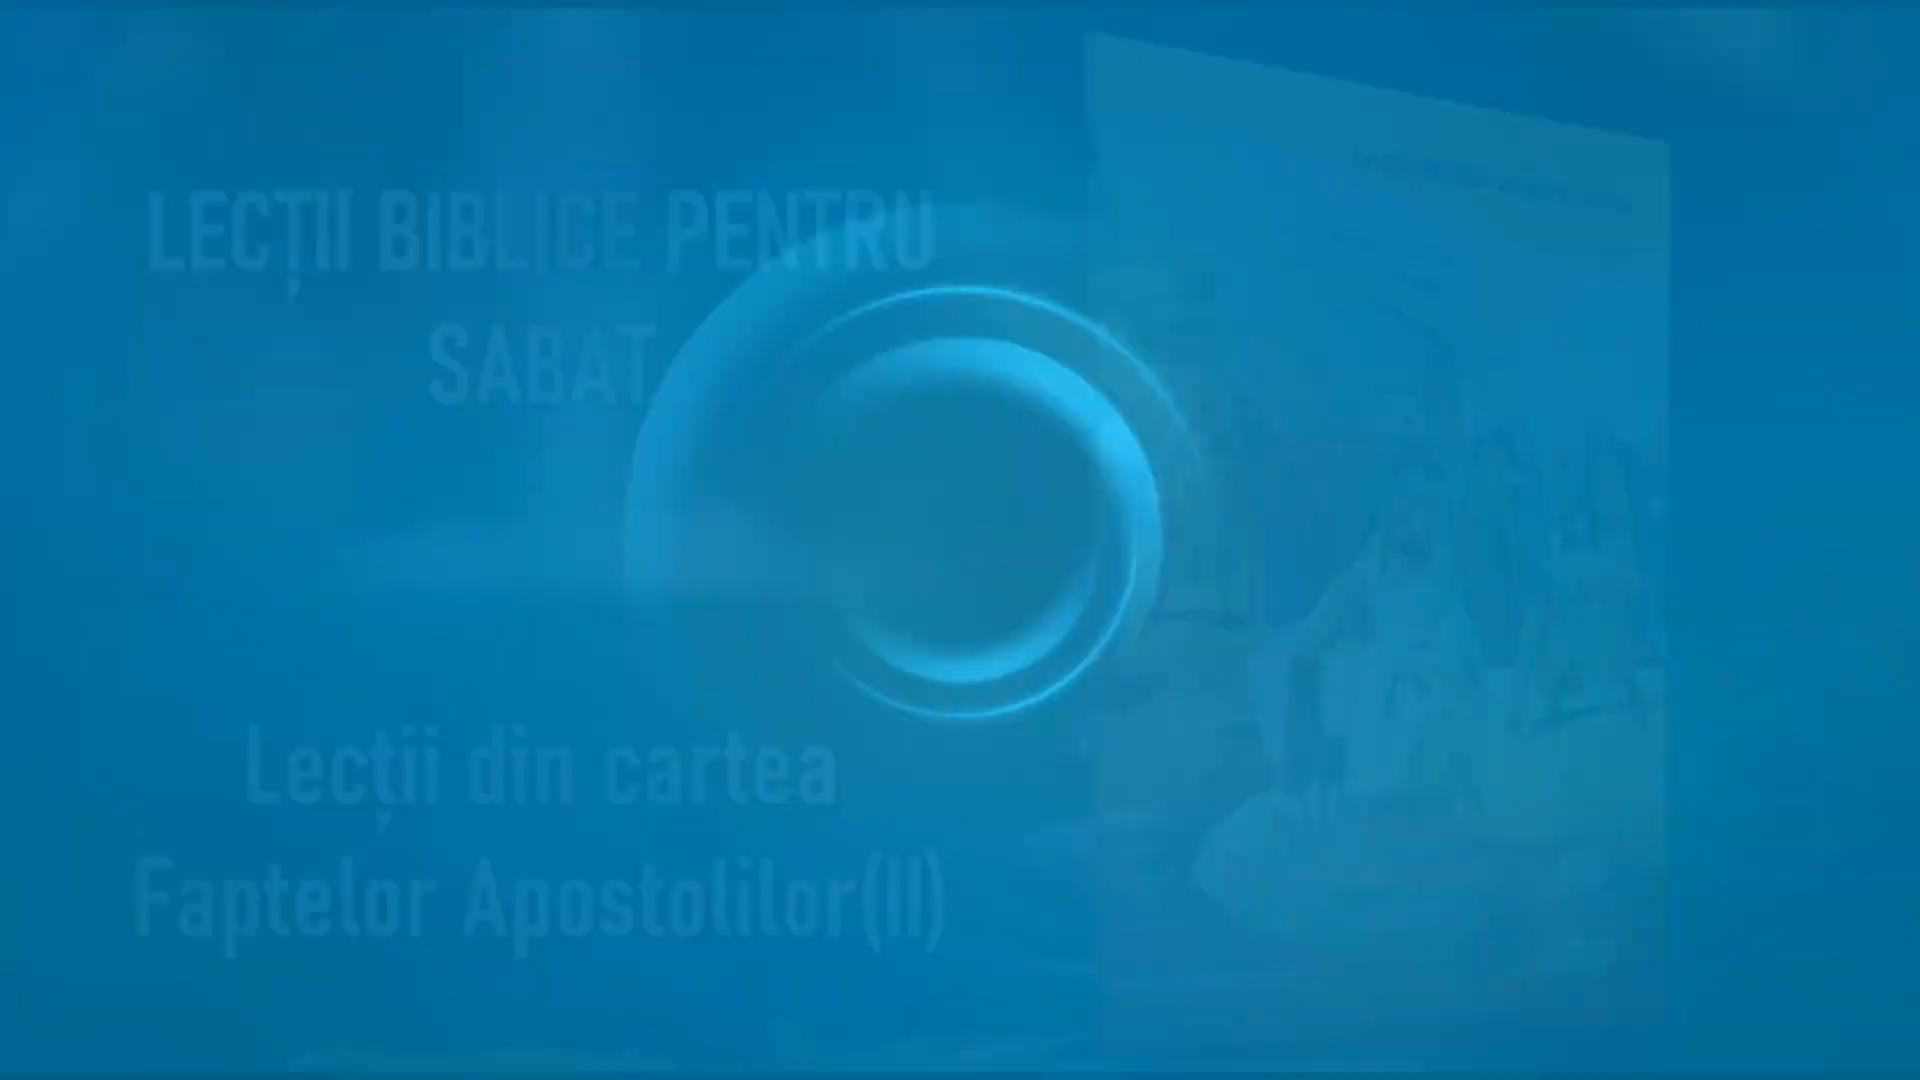 LECȚII BIBLICE PENTRU
SABAT
Lecții din cartea
Faptelor Apostolilor(II)